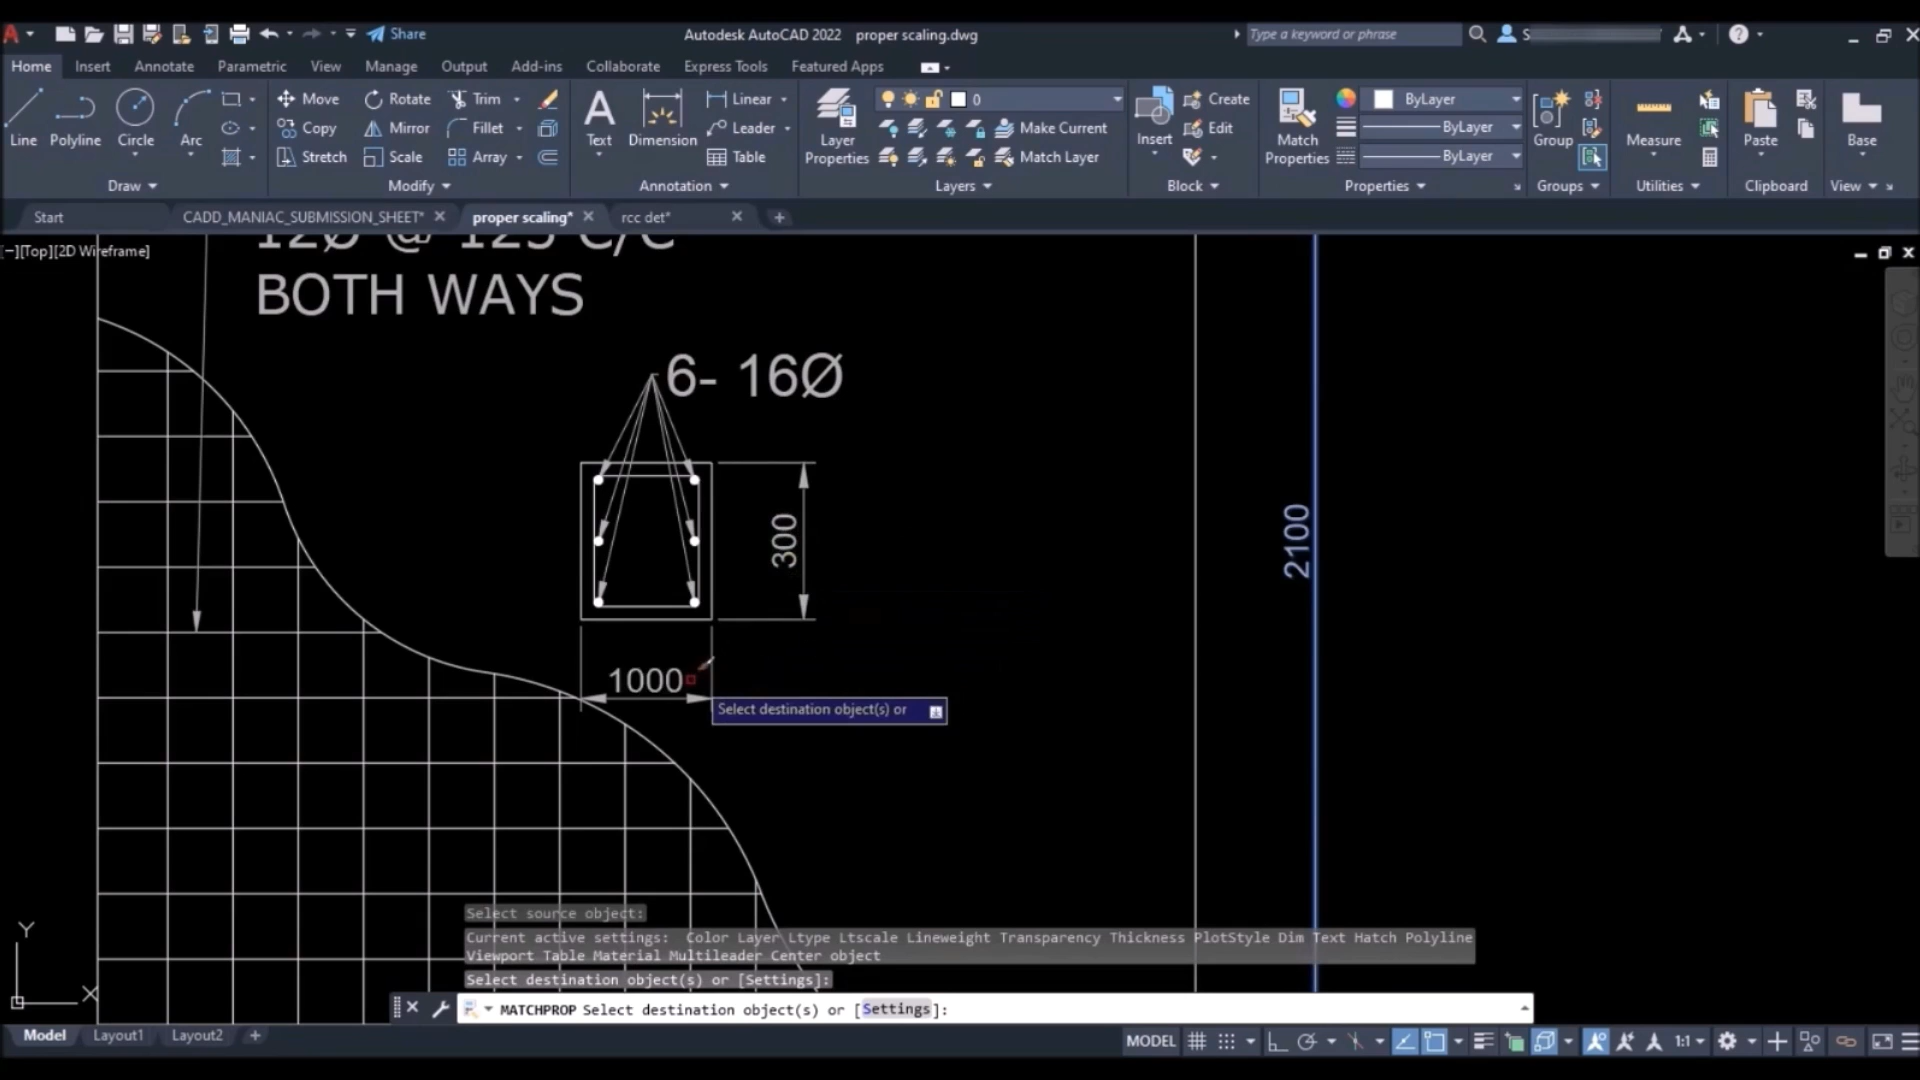 Share
Autodesk AutoCAD 2022 proper scaling.dwg
Type a keyword or phrase
S
Home Insert Annotate Parametric View Manage Output Add-ins Collaborate Express Tools Featured Apps
Line Polyline Circle Arc
Move Rotate Trim
Copy Mirror Fillet
Stretch Scale Array
Text Dimension
Linear
Leader
Table
Layer Properties
0
Make Current
Match Layer
Insert
Create
Edit
Match Properties
ByLayer
ByLayer
ByLayer
Group Measure Paste Base
Draw Modify Annotation Layers Block Properties Groups Utilities Clipboard View
Start CADD_MANIAC_SUBMISSION_SHEET* proper scaling* rcc det*
[−][Top][2D Wireframe]
12Ø @ 125 C/C
BOTH WAYS
6- 16Ø
300
2100
1000
Select destination object(s) or
Y
X
Select source object:
Current active settings: Color Layer Ltype Ltscale Lineweight Transparency Thickness PlotStyle Dim Text Hatch Polyline
Viewport Table Material Multileader Center object
Select destination object(s) or [Settings]:
MATCHPROP Select destination object(s) or [Settings]:
Model Layout1 Layout2
MODEL 1:1